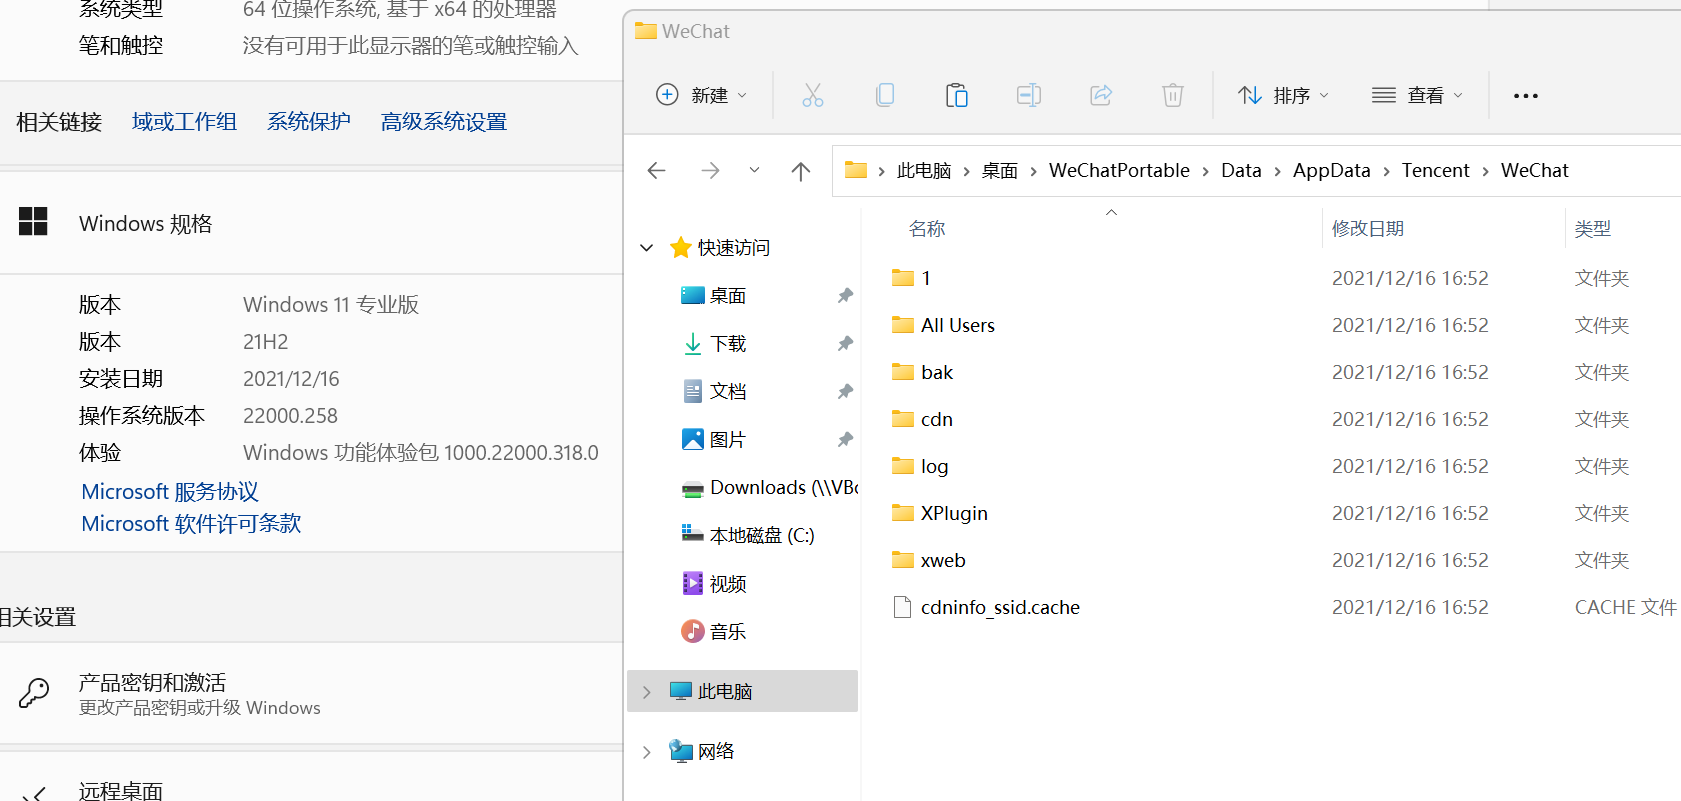 系统类型 64 位操作系统, 基于 x64 的处理器
笔和触控 没有可用于此显示器的笔或触控输入
相关链接 域或工作组 系统保护 高级系统设置
Windows 规格
版本 Windows 11 专业版
版本 21H2
安装日期 2021/12/16
操作系统版本 22000.258
体验 Windows 功能体验包 1000.22000.318.0
Microsoft 服务协议
Microsoft 软件许可条款
相关设置
产品密钥和激活
更改产品密钥或升级 Windows
远程桌面
WeChat
新建 排序 查看
此电脑 桌面 WeChatPortable Data AppData Tencent WeChat
快速访问
桌面
下载
文档
图片
Downloads (\\VBo
本地磁盘 (C:)
视频
音乐
此电脑
网络
名称 修改日期 类型
1 2021/12/16 16:52 文件夹
All Users 2021/12/16 16:52 文件夹
bak 2021/12/16 16:52 文件夹
cdn 2021/12/16 16:52 文件夹
log 2021/12/16 16:52 文件夹
XPlugin 2021/12/16 16:52 文件夹
xweb 2021/12/16 16:52 文件夹
cdninfo_ssid.cache 2021/12/16 16:52 CACHE 文件